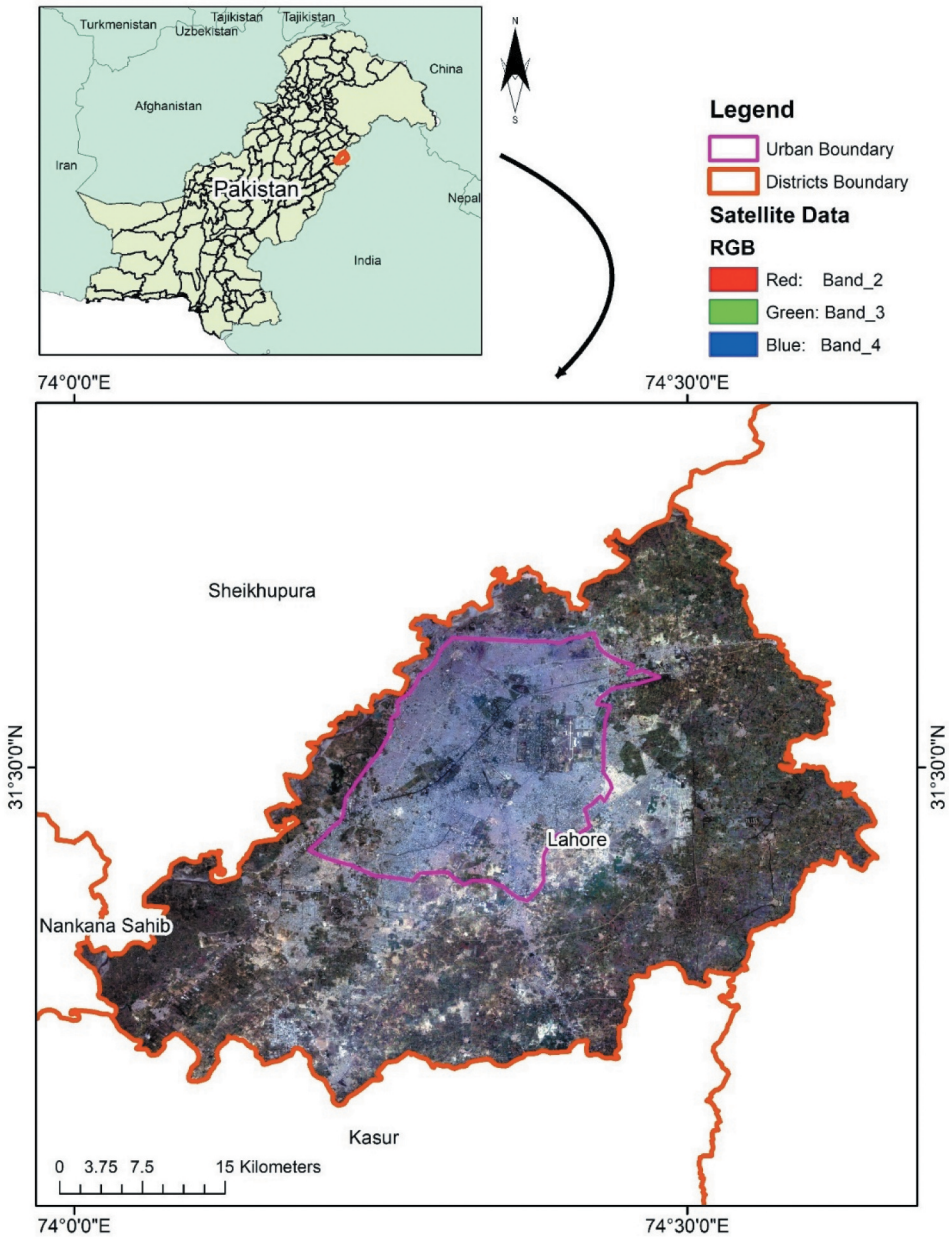 Turkmenistan
Tajikistan
Tajikistan
Uzbekistan
China
Afghanistan
Iran
Pakistan
Nepal
India
N
S
Legend
Urban Boundary
Districts Boundary
Satellite Data
RGB
Red: Band_2
Green: Band_3
Blue: Band_4
74°0'0"E 74°30'0"E
Sheikhupura
31°30'0"N 31°30'0"N
Lahore
Nankana Sahib
Kasur
0 3.75 7.5 15 Kilometers
74°0'0"E 74°30'0"E